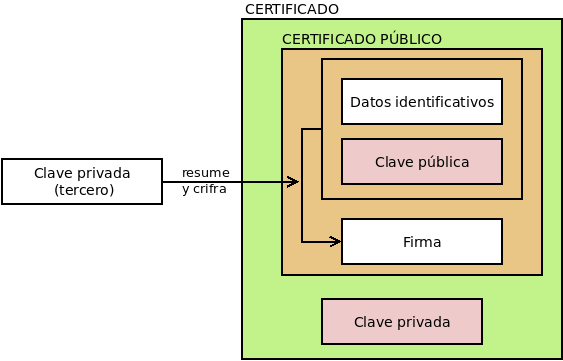 CERTIFICADO
CERTIFICADO PÚBLICO
Datos identificativos
Clave pública
Clave privada
(tercero)
resume
y crifra
Firma
Clave privada